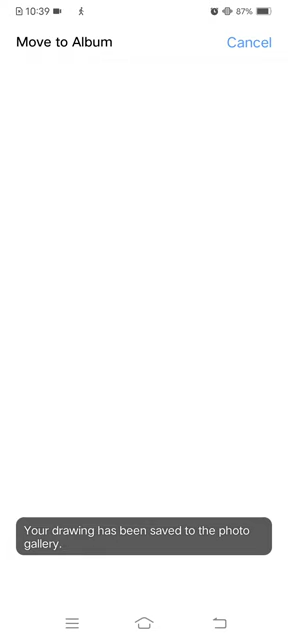 10:39 87%
Move to Album Cancel
Your drawing has been saved to the photo
gallery.